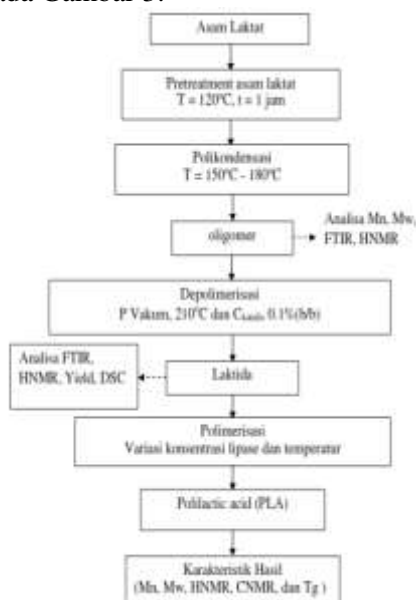 Gambar 3.
Asam Laktat
Pretreatment asam laktat
T = 120°C, t = 1 jam
Polikondensasi
T = 150°C - 180°C
oligomer
Analisa Mn, Mw,
FTIR, HNMR
Depolimerisasi
P Vakum, 210°C dan C 0.1%(b/b)
Analisa FTIR,
HNMR, Yield, DSC
Laktida
Polimerisasi
Variasi konsentrasi lipase dan temperatur
Polilactic acid (PLA)
Karakteristik Hasil
(Mn, Mw, HNMR, CNMR, dan Tg )